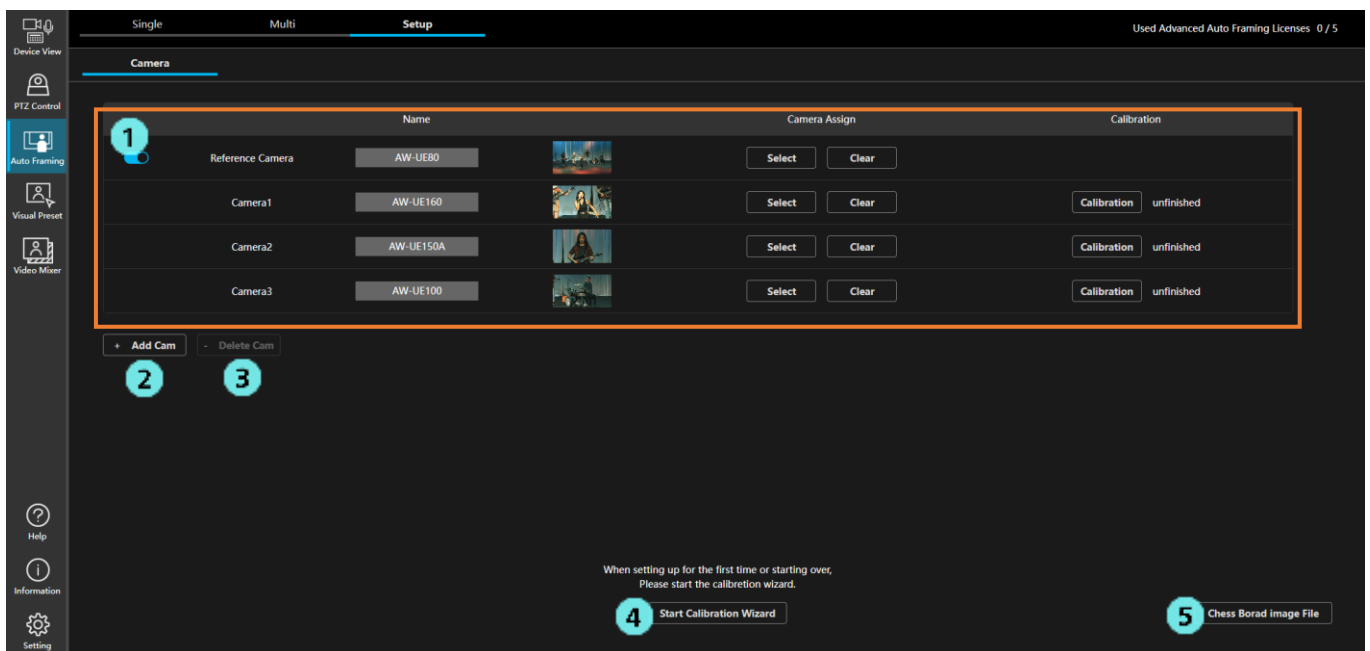 Single Multi Setup Used Advanced Auto Framing Licenses 0 / 5
Device View
Camera
PTZ Control
Name Camera Assign Calibration
1
Auto Framing
Reference Camera AW-UE80 Select Clear
Camera1 AW-UE160 Select Clear Calibration unfinished
Visual Preset
Camera2 AW-UE150A Select Clear Calibration unfinished
Video Mixer
Camera3 AW-UE100 Select Clear Calibration unfinished
+ Add Cam - Delete Cam
2 3
Help
When setting up for the first time or starting over,
Please start the calibretion wizard.
Information
4 Start Calibration Wizard 5 Chess Borad image File
Setting